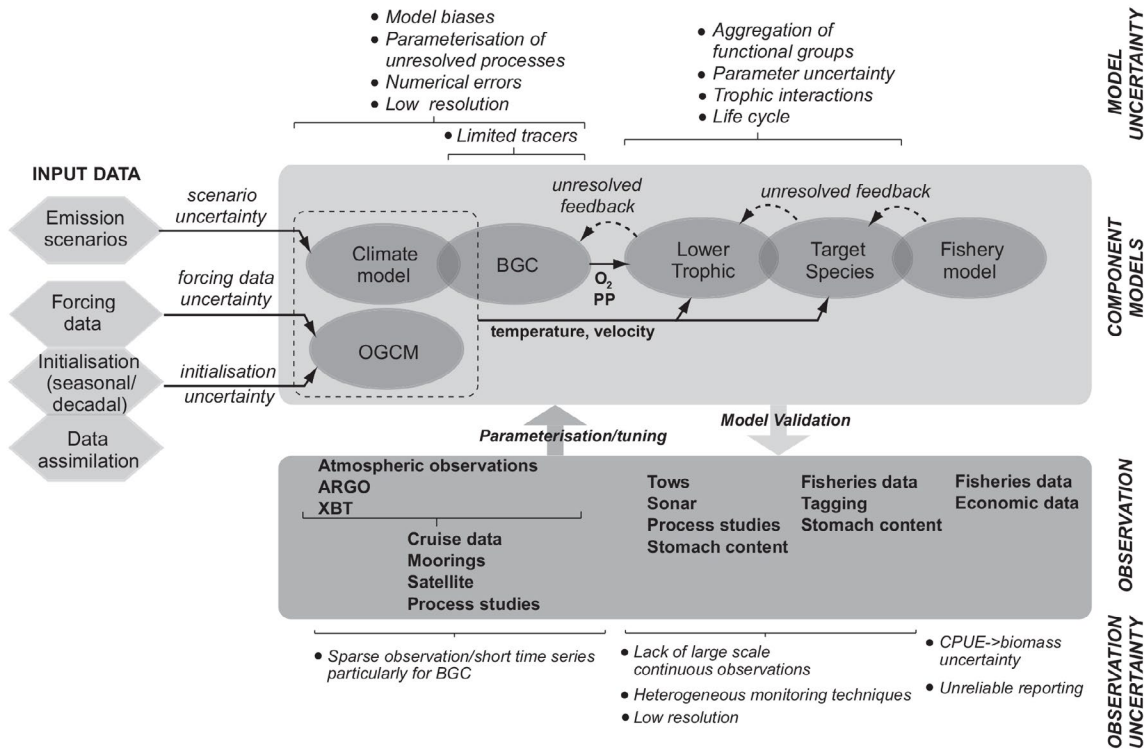 • Model biases
• Parameterisation of
unresolved processes
• Numerical errors
• Low resolution
• Limited tracers
• Aggregation of
functional groups
• Parameter uncertainty
• Trophic interactions
• Life cycle
MODEL
UNCERTAINTY
INPUT DATA
Emission
scenarios
Forcing
data
Initialisation
(seasonal/
decadal)
Data
assimilation
scenario
uncertainty
forcing data
uncertainty
initialisation
uncertainty
Climate
model
OGCM
BGC
unresolved
feedback
O2
PP
Lower
Trophic
unresolved feedback
Target
Species
Fishery
model
temperature, velocity
COMPONENT
MODELS
Parameterisation/tuning
Model Validation
Atmospheric observations
ARGO
XBT
Cruise data
Moorings
Satellite
Process studies
Tows
Sonar
Process studies
Stomach content
Fisheries data
Tagging
Stomach content
Fisheries data
Economic data
OBSERVATION
• Sparse observation/short time series
particularly for BGC
• Lack of large scale
continuous observations
• Heterogeneous monitoring techniques
• Low resolution
• CPUE->biomass
uncertainty
• Unreliable reporting
OBSERVATION
UNCERTAINTY